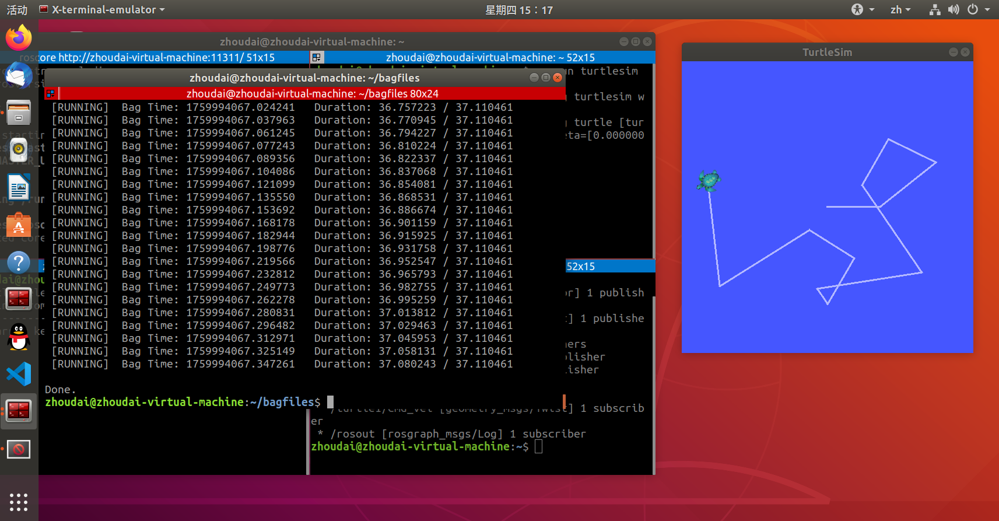 活动
X-terminal-emulator
星期四 15：17
zh
zhoudai@zhoudai-virtual-machine: ~
roscore http://zhoudai-virtual-machine:11311/ 51x15
zhoudai@zhoudai-virtual-machine: ~ 52x15
turtlesim
zhoudai@zhoudai-virtual-machine: ~/bagfiles
zhoudai@zhoudai-virtual-machine: ~/bagfiles 80x24
turtlesim w
turtle [tur
eta=[0.000000
[RUNNING]  Bag Time: 1759994067.024241   Duration: 36.757223 / 37.110461
[RUNNING]  Bag Time: 1759994067.037963   Duration: 36.770945 / 37.110461
[RUNNING]  Bag Time: 1759994067.061245   Duration: 36.794227 / 37.110461
[RUNNING]  Bag Time: 1759994067.077243   Duration: 36.810224 / 37.110461
[RUNNING]  Bag Time: 1759994067.089356   Duration: 36.822337 / 37.110461
[RUNNING]  Bag Time: 1759994067.104086   Duration: 36.837068 / 37.110461
[RUNNING]  Bag Time: 1759994067.121099   Duration: 36.854081 / 37.110461
[RUNNING]  Bag Time: 1759994067.135550   Duration: 36.868531 / 37.110461
[RUNNING]  Bag Time: 1759994067.153692   Duration: 36.886674 / 37.110461
[RUNNING]  Bag Time: 1759994067.168178   Duration: 36.901159 / 37.110461
[RUNNING]  Bag Time: 1759994067.182944   Duration: 36.915925 / 37.110461
[RUNNING]  Bag Time: 1759994067.198776   Duration: 36.931758 / 37.110461
[RUNNING]  Bag Time: 1759994067.219566   Duration: 36.952547 / 37.110461
[RUNNING]  Bag Time: 1759994067.232812   Duration: 36.965793 / 37.110461
[RUNNING]  Bag Time: 1759994067.249773   Duration: 36.982755 / 37.110461
[RUNNING]  Bag Time: 1759994067.262278   Duration: 36.995259 / 37.110461
[RUNNING]  Bag Time: 1759994067.280831   Duration: 37.013812 / 37.110461
[RUNNING]  Bag Time: 1759994067.296482   Duration: 37.029463 / 37.110461
[RUNNING]  Bag Time: 1759994067.312971   Duration: 37.045953 / 37.110461
[RUNNING]  Bag Time: 1759994067.325149   Duration: 37.058131 / 37.110461
[RUNNING]  Bag Time: 1759994067.347261   Duration: 37.080243 / 37.110461
Done.
zhoudai@zhoudai-virtual-machine:~/bagfiles$
52x15
or] 1 publish
t] 1 publishe
hers
blisher
lisher
/turtle1/cmd_vel [geometry_msgs/Twist] 1 subscrib
er
* /rosout [rosgraph_msgs/Log] 1 subscriber
zhoudai@zhoudai-virtual-machine:~$
TurtleSim